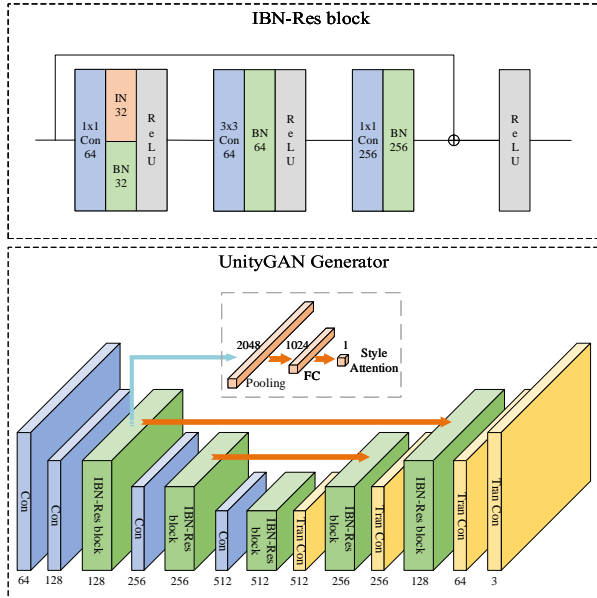 IBN-Res block
1x1
Con
64
IN
32
BN
32
ReLU
3x3
Con
64
BN
64
ReLU
1x1
Con
256
BN
256
ReLU
UnityGAN Generator
2048
1024
1
Pooling
FC
Style
Attention
Con
Con
IBN-Res block
Con
IBN-Res
block
Con
IBN-Res
block
Tran Con
IBN-Res
block
Tran Con
IBN-Res block
Tran Con
Tran Con
64
128
128
256
256
512
512
512
256
256
128
64
3